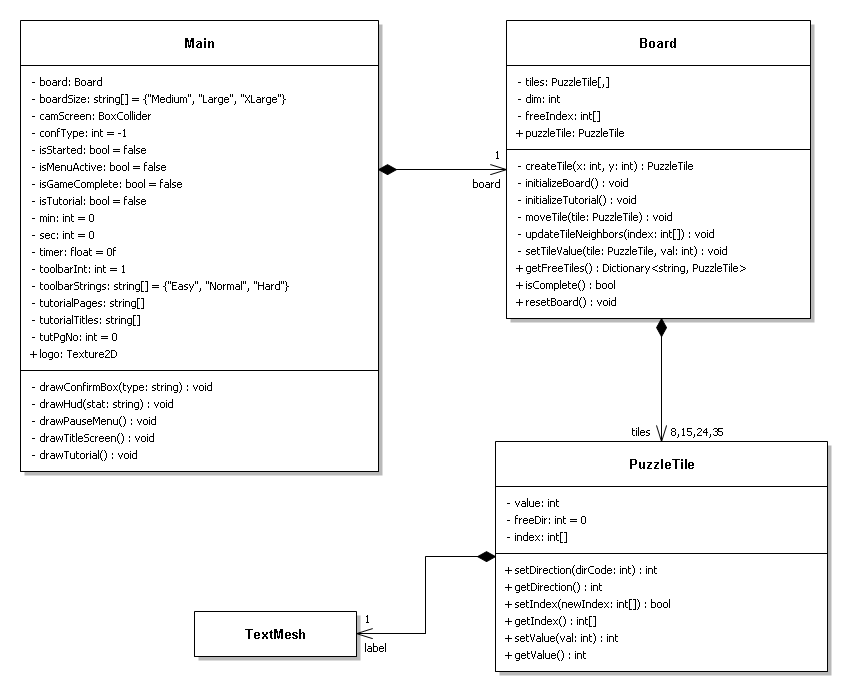 Main
- board: Board
- boardSize: string[] = {"Medium", "Large", "XLarge"}
- camScreen: BoxCollider
- confType: int = -1
- isStarted: bool = false
- isMenuActive: bool = false
- isGameComplete: bool = false
- isTutorial: bool = false
- min: int = 0
- sec: int = 0
- timer: float = 0f
- toolbarInt: int = 1
- toolbarStrings: string[] = {"Easy", "Normal", "Hard"}
- tutorialPages: string[]
- tutorialTitles: string[]
- tutPgNo: int = 0
+ logo: Texture2D
- drawConfirmBox(type: string) : void
- drawHud(stat: string) : void
- drawPauseMenu() : void
- drawTitleScreen() : void
- drawTutorial() : void
1
board
Board
- tiles: PuzzleTile[,]
- dim: int
- freeIndex: int[]
+ puzzleTile: PuzzleTile
- createTile(x: int, y: int) : PuzzleTile
- initializeBoard() : void
- initializeTutorial() : void
- moveTile(tile: PuzzleTile) : void
- updateTileNeighbors(index: int[]) : void
- setTileValue(tile: PuzzleTile, val: int) : void
+ getFreeTiles() : Dictionary<string, PuzzleTile>
+ isComplete() : bool
+ resetBoard() : void
tiles 8,15,24,35
PuzzleTile
- value: int
- freeDir: int = 0
- index: int[]
+ setDirection(dirCode: int) : int
+ getDirection() : int
+ setIndex(newIndex: int[]) : bool
+ getIndex() : int[]
+ setValue(val: int) : int
+ getValue() : int
1
label
TextMesh